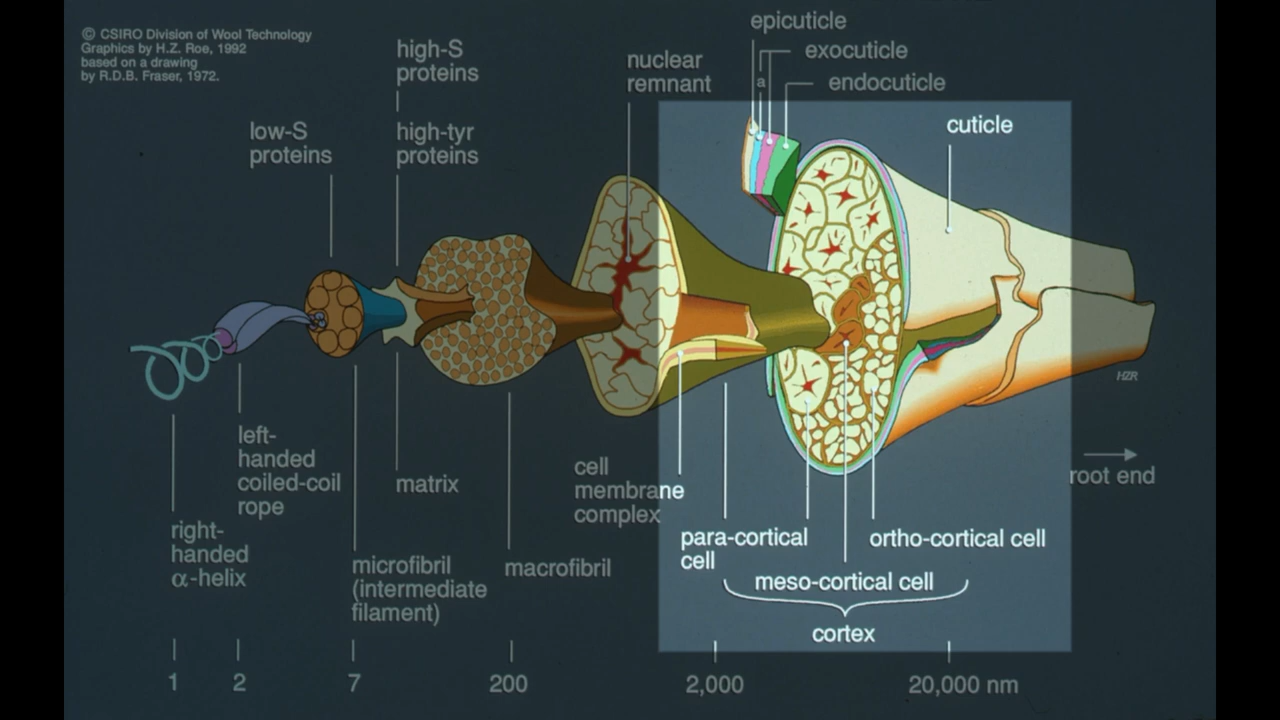 © CSIRO Division of Wool Technology
Graphics by H.Z. Roe, 1992
based on a drawing
by R.D.B. Fraser, 1972.
epicuticle
exocuticle
a
endocuticle
high-S
proteins
nuclear
remnant
low-S
proteins
high-tyr
proteins
cuticle
HZR
root end
left-
handed
coiled-coil
rope
matrix
cell
membrane
complex
right-
handed
α-helix
microfibril
(intermediate
filament)
macrofibril
para-cortical
cell
ortho-cortical cell
meso-cortical cell
cortex
1 2 7 200 2,000 20,000 nm